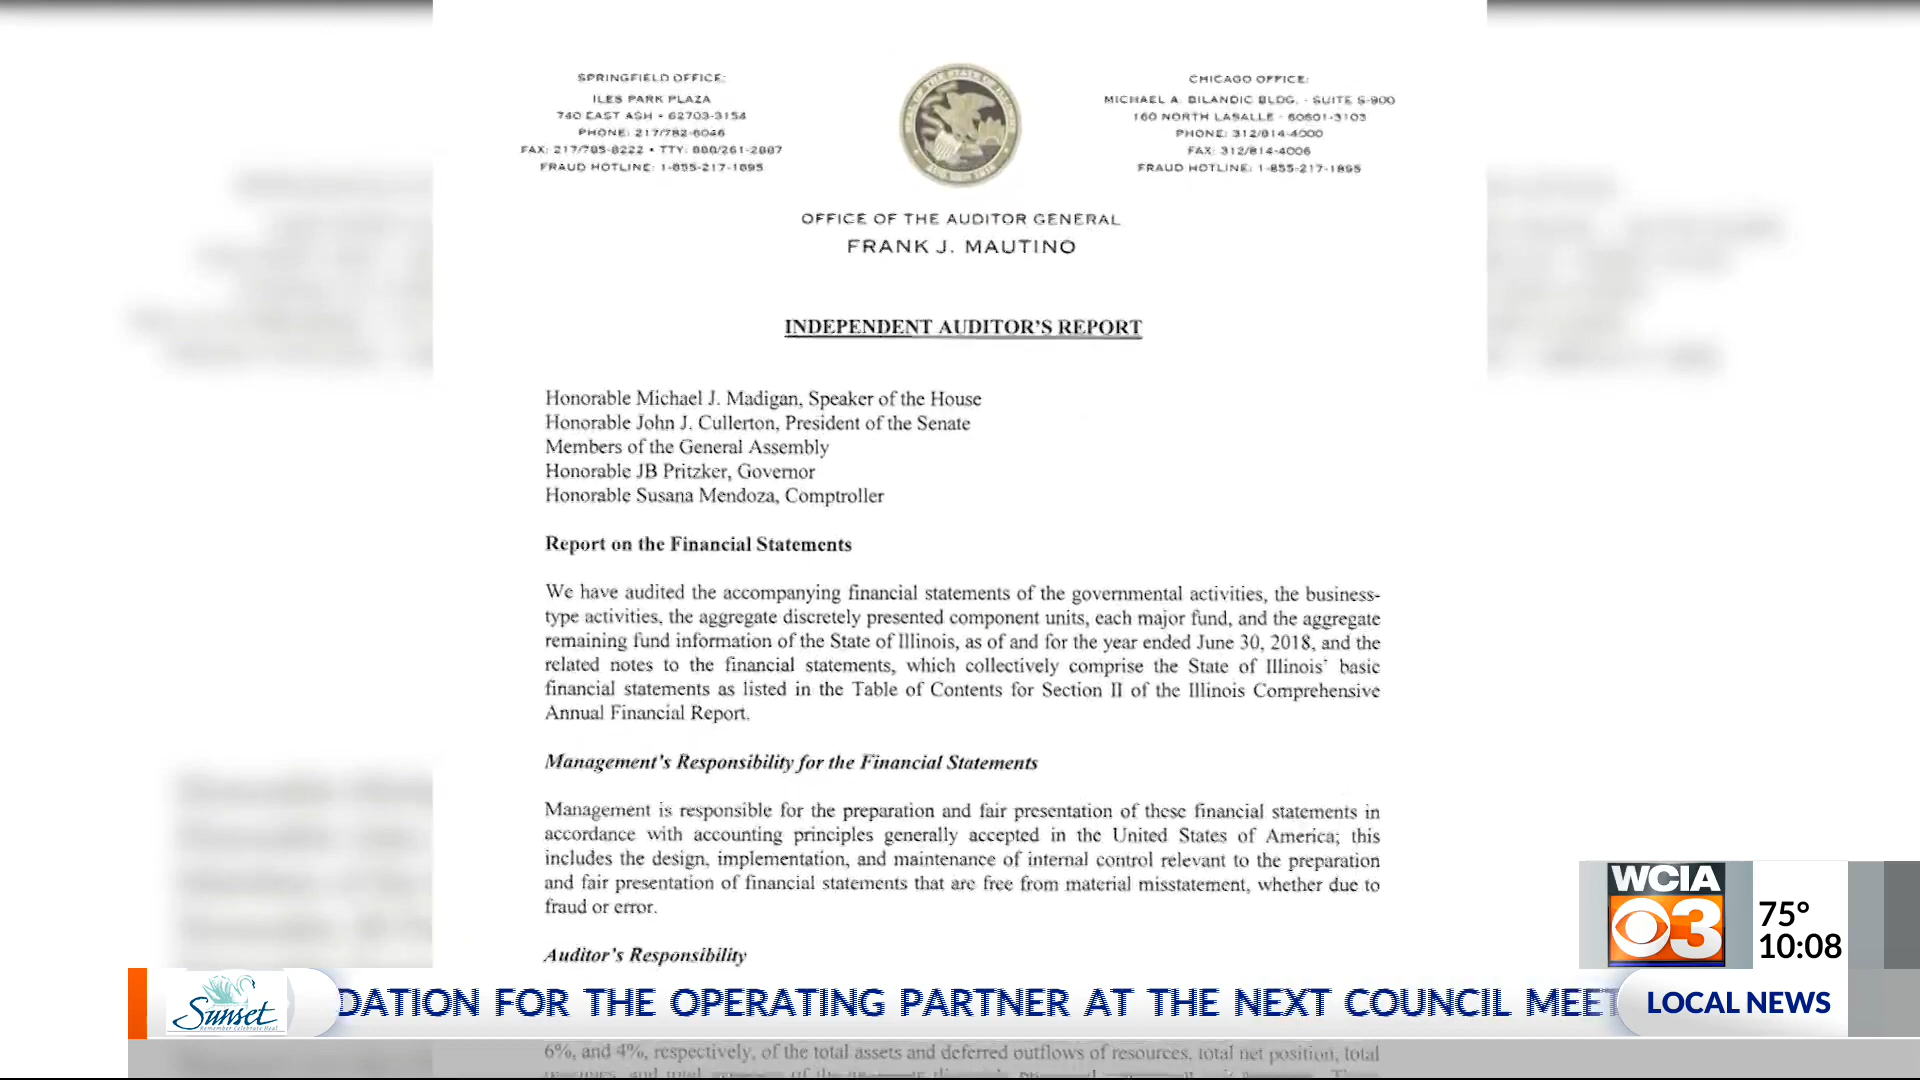 SPRINGFIELD OFFICE:
ILES PARK PLAZA
740 EAST ASH • 62703-3154
PHONE: 217/782-6046
FAX: 217/785-8222 • TTY: 888/261-2887
FRAUD HOTLINE: 1-855-217-1895
CHICAGO OFFICE:
MICHAEL A. BILANDIC BLDG. · SUITE S-900
160 NORTH LASALLE · 60601-3103
PHONE: 312/814-4000
FAX: 312/814-4006
FRAUD HOTLINE: 1-855-217-1895
OFFICE OF THE AUDITOR GENERAL
FRANK J. MAUTINO
INDEPENDENT AUDITOR'S REPORT
Honorable Michael J. Madigan, Speaker of the House
Honorable John J. Cullerton, President of the Senate
Members of the General Assembly
Honorable JB Pritzker, Governor
Honorable Susana Mendoza, Comptroller
Report on the Financial Statements
We have audited the accompanying financial statements of the governmental activities, the business-
type activities, the aggregate discretely presented component units, each major fund, and the aggregate
remaining fund information of the State of Illinois, as of and for the year ended June 30, 2018, and the
related notes to the financial statements, which collectively comprise the State of Illinois' basic
financial statements as listed in the Table of Contents for Section II of the Illinois Comprehensive
Annual Financial Report.
Management's Responsibility for the Financial Statements
Management is responsible for the preparation and fair presentation of these financial statements in
accordance with accounting principles generally accepted in the United States of America; this
includes the design, implementation, and maintenance of internal control relevant to the preparation
and fair presentation of financial statements that are free from material misstatement, whether due to
fraud or error.
Auditor's Responsibility
WCIA
3
75°
10:08
Sunset
Remember Celebrate Heal
DATION FOR THE OPERATING PARTNER AT THE NEXT COUNCIL MEET
LOCAL NEWS
6%, and 4%, respectively, of the total assets and deferred outflows of resources, total net position, total